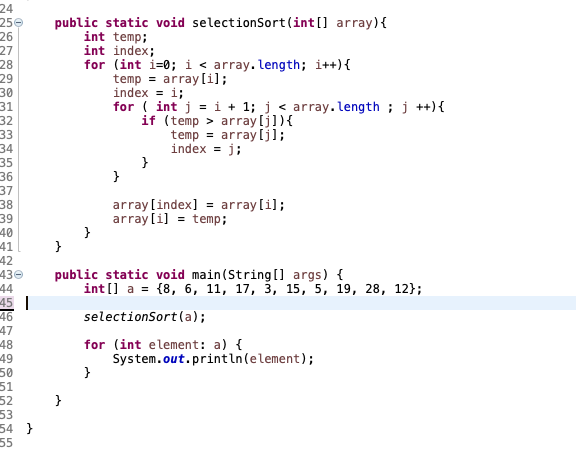 24
25 public static void selectionSort(int[] array){
26 int temp;
27 int index;
28 for (int i=0; i < array.length; i++){
29 temp = array[i];
30 index = i;
31 for ( int j = i + 1; j < array.length ; j ++){
32 if (temp > array[j]){
33 temp = array[j];
34 index = j;
35 }
36 }
37
38 array[index] = array[i];
39 array[i] = temp;
40 }
41 }
42
43 public static void main(String[] args) {
44 int[] a = {8, 6, 11, 17, 3, 15, 5, 19, 28, 12};
45
46 selectionSort(a);
47
48 for (int element: a) {
49 System.out.println(element);
50 }
51
52 }
53
54 }
55